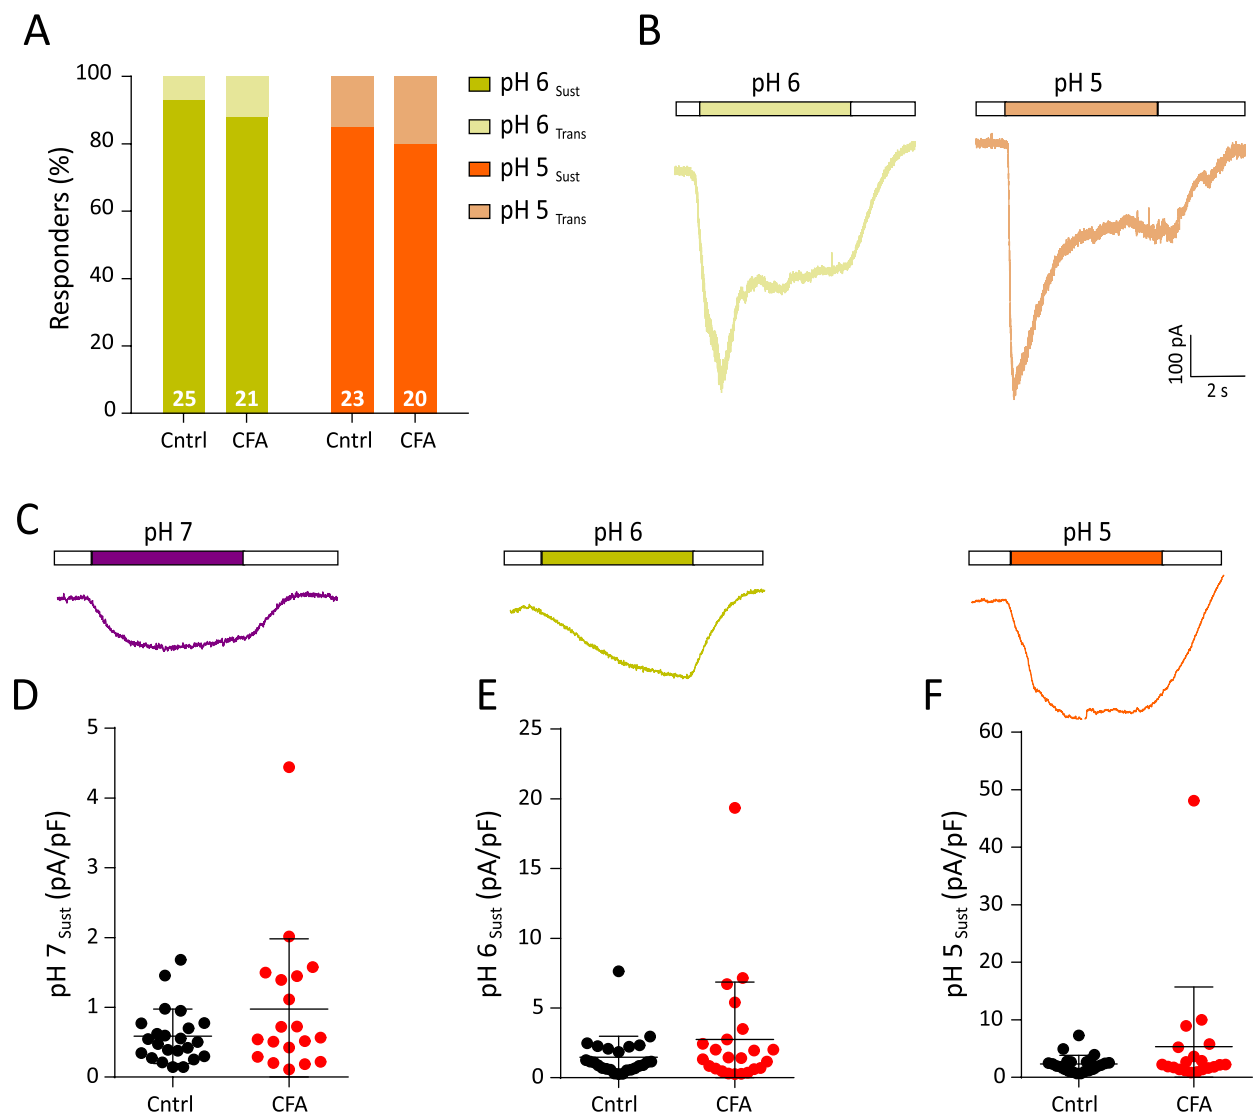 A
Responders (%)
100
80
60
40
20
0
25
21
23
20
Cntrl
CFA
Cntrl
CFA
pH 6 Sust
pH 6 Trans
pH 5 Sust
pH 5 Trans
B
pH 6
pH 5
100 pA
2 s
C
pH 7
pH 6
pH 5
D
pH 7 Sust (pA/pF)
5
4
3
2
1
0
Cntrl
CFA
E
pH 6 Sust (pA/pF)
25
20
15
10
5
0
Cntrl
CFA
F
pH 5 Sust (pA/pF)
60
50
40
30
20
10
0
Cntrl
CFA